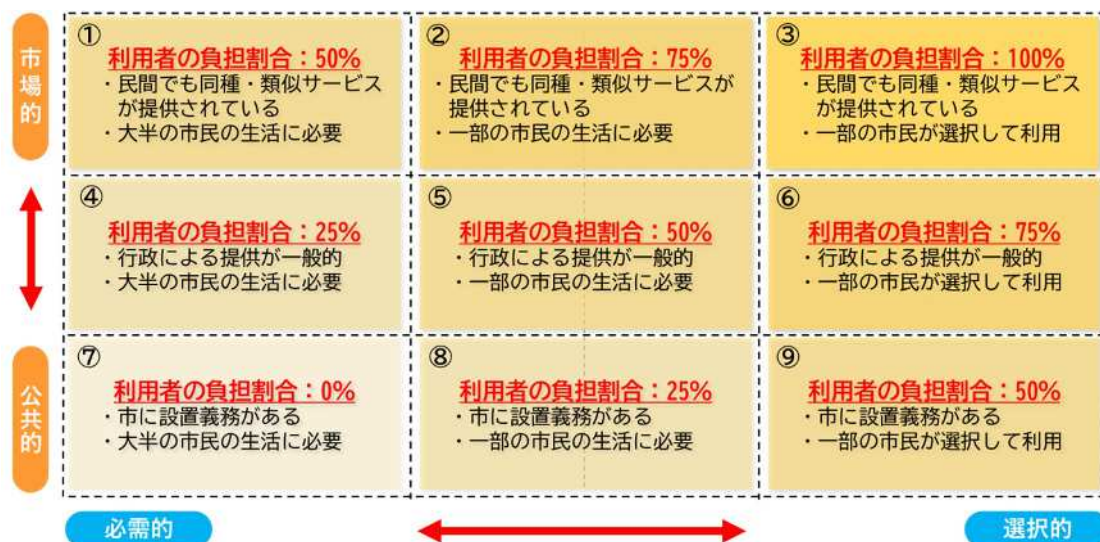 市場的
①
利用者の負担割合：50%
・民間でも同種・類似サービス
が提供されている
・大半の市民の生活に必要
②
利用者の負担割合：75%
・民間でも同種・類似サービスが
提供されている
・一部の市民の生活に必要
③
利用者の負担割合：100%
・民間でも同種・類似サービス
が提供されている
・一部の市民が選択して利用
④
利用者の負担割合：25%
・行政による提供が一般的
・大半の市民の生活に必要
⑤
利用者の負担割合：50%
・行政による提供が一般的
・一部の市民の生活に必要
⑥
利用者の負担割合：75%
・行政による提供が一般的
・一部の市民が選択して利用
公共的
⑦
利用者の負担割合：0%
・市に設置義務がある
・大半の市民の生活に必要
⑧
利用者の負担割合：25%
・市に設置義務がある
・一部の市民の生活に必要
⑨
利用者の負担割合：50%
・市に設置義務がある
・一部の市民が選択して利用
必需的
選択的